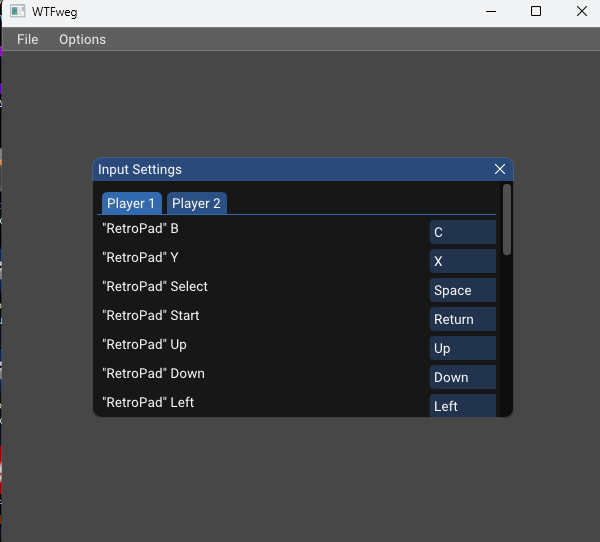 WTFweg
File Options
Input Settings
Player 1 Player 2
"RetroPad" B C
"RetroPad" Y X
"RetroPad" Select Space
"RetroPad" Start Return
"RetroPad" Up Up
"RetroPad" Down Down
"RetroPad" Left Left